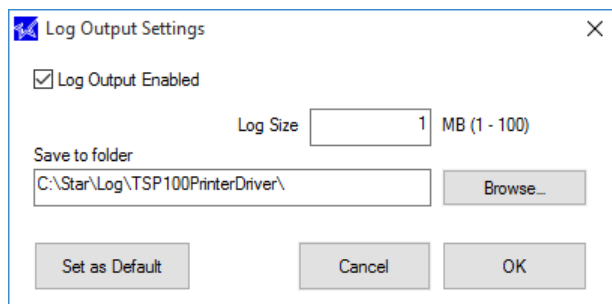 Log Output Settings
Log Output Enabled
Log Size 1 MB (1 - 100)
Save to folder
C:\Star\Log\TSP100PrinterDriver\ Browse...
Set as Default Cancel OK